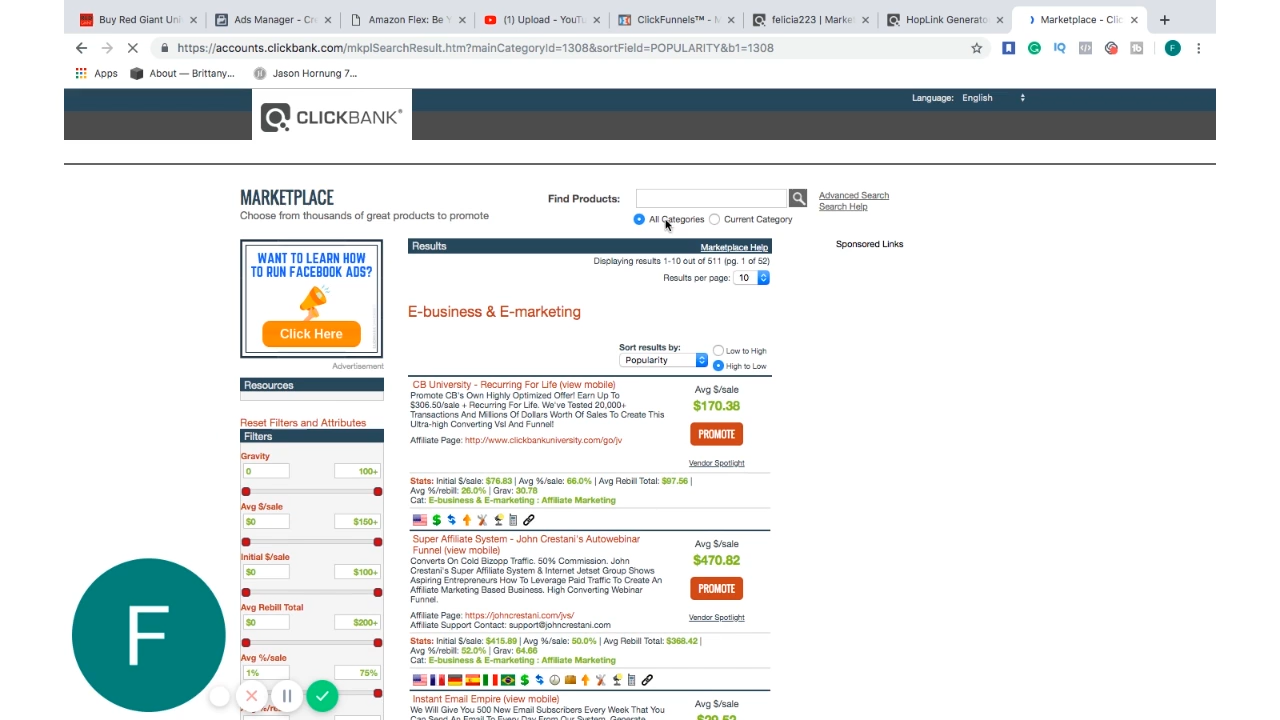 Buy Red Giant Uni
Ads Manager - Cre
Amazon Flex: Be Y
(1) Upload - YouTu
ClickFunnels™ - M
felicia223 | Market
HopLink Generator
Marketplace - Clic
https://accounts.clickbank.com/mkplSearchResult.htm?mainCategoryId=1308&sortField=POPULARITY&b1=1308
F
Apps
About — Brittany...
Jason Hornung 7...
Language: English
CLICKBANK®
MARKETPLACE
Choose from thousands of great products to promote
Find Products:
All Categories
Current Category
Advanced Search
Search Help
WANT TO LEARN HOW
TO RUN FACEBOOK ADS?
Click Here
Advertisement
Resources
Reset Filters and Attributes
Filters
Gravity
0 100+
Avg $/sale
$0 $150+
Initial $/sale
$0 $100+
Avg Rebill Total
$0 $200+
Avg %/sale
1% 75%
Results
Marketplace Help
Displaying results 1-10 out of 511 (pg. 1 of 52)
Results per page: 10
E-business & E-marketing
Sort results by:
Popularity
Low to High
High to Low
CB University - Recurring For Life (view mobile)
Promote CB's Own Highly Optimized Offer! Earn Up To
$306.50/sale + Recurring For Life. We've Tested 20,000+
Transactions And Millions Of Dollars Worth Of Sales To Create This
Ultra-high Converting Vsl And Funnel!
Affiliate Page: http://www.clickbankuniversity.com/go/jv
Avg $/sale
$170.38
PROMOTE
Vendor Spotlight
Stats: Initial $/sale: $76.83 | Avg %/sale: 66.0% | Avg Rebill Total: $97.56 |
Avg %/rebill: 26.0% | Grav: 30.78
Cat: E-business & E-marketing : Affiliate Marketing
Super Affiliate System - John Crestani's Autowebinar
Funnel (view mobile)
Converts On Cold Bizopp Traffic. 50% Commission. John
Crestani's Super Affiliate System & Internet Jetset Group Shows
Aspiring Entrepreneurs How To Leverage Paid Traffic To Create An
Affiliate Marketing Based Business. High Converting Webinar
Funnel.
Affiliate Page: https://johncrestani.com/jvs/
Affiliate Support Contact: support@johncrestani.com
Avg $/sale
$470.82
PROMOTE
Vendor Spotlight
Stats: Initial $/sale: $415.89 | Avg %/sale: 50.0% | Avg Rebill Total: $368.42 |
Avg %/rebill: 52.0% | Grav: 64.66
Cat: E-business & E-marketing : Affiliate Marketing
Instant Email Empire (view mobile)
We Will Give You 500 New Email Subscribers Every Week That You
Avg $/sale
F
Sponsored Links